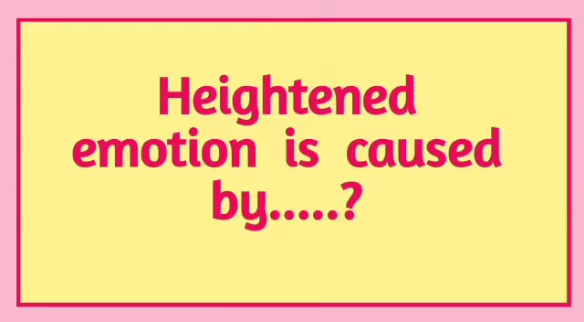 Heightened
emotion is caused
by.....?